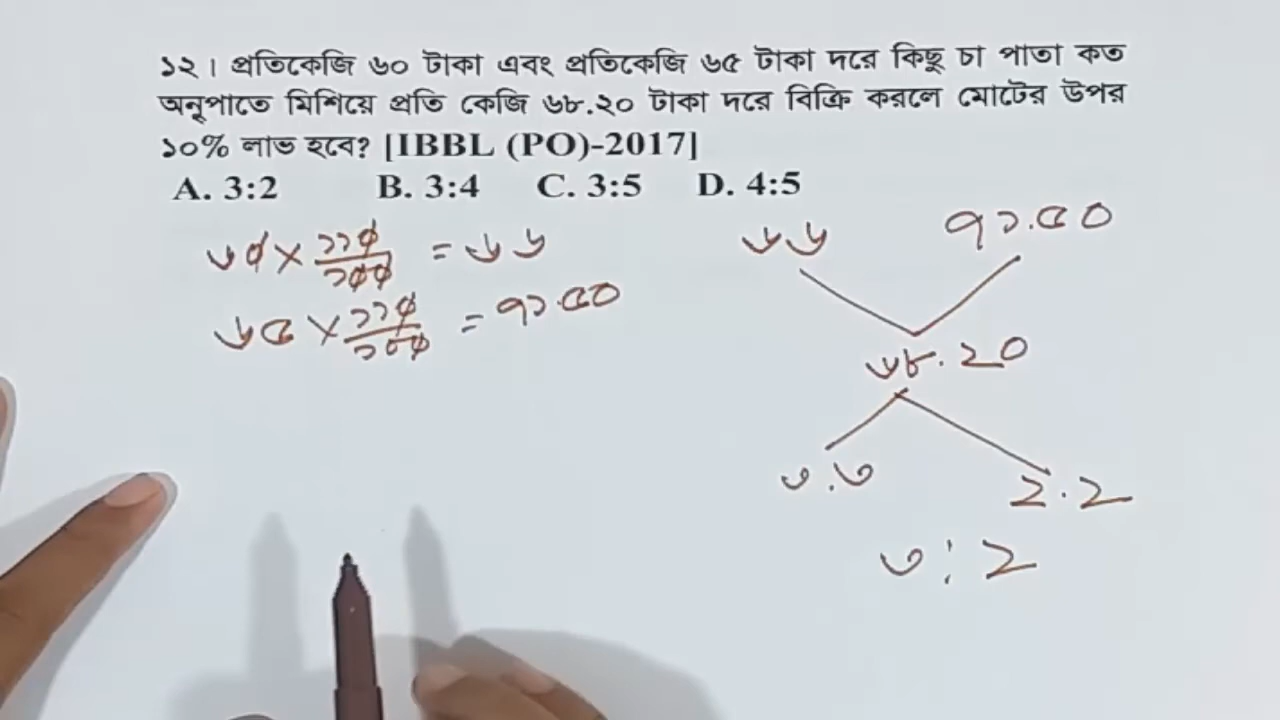 ১২। প্রতিকেজি ৬০ টাকা এবং প্রতিকেজি ৬৫ টাকা দরে কিছু চা পাতা কত
অনুপাতে মিশিয়ে প্রতি কেজি ৬৮.২০ টাকা দরে বিক্রি করলে মোটের উপর
১০% লাভ হবে? [IBBL (PO)-2017]
A. 3:2 B. 3:4 C. 3:5 D. 4:5
৬০ × ১১০/১০০ = ৬৬
৬৫ × ১১০/১০০ = ৭১.৫০
৬৬ ৭১.৫০
৬৮.২০
৩.৩ ২.২
৩ : ২